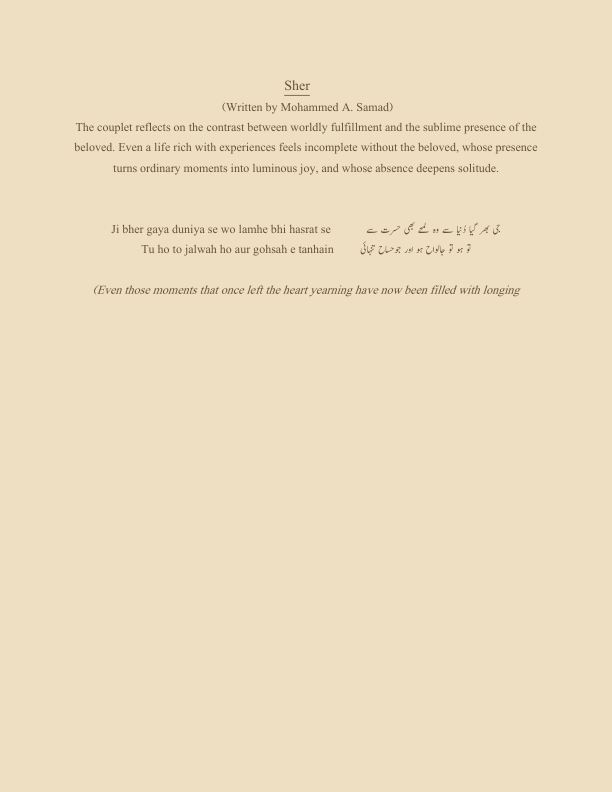 Sher
(Written by Mohammed A. Samad)
The couplet reflects on the contrast between worldly fulfillment and the sublime presence of the
beloved. Even a life rich with experiences feels incomplete without the beloved, whose presence
turns ordinary moments into luminous joy, and whose absence deepens solitude.
Ji bher gaya duniya se wo lamhe bhi hasrat se جی بھر گیا دُنیا سے وہ لمحے بھی حسرت سے
Tu ho to jalwah ho aur gohsah e tanhain تو ہو تو جالواح ہو اور جوحساح تنہائی
(Even those moments that once left the heart yearning have now been filled with longing